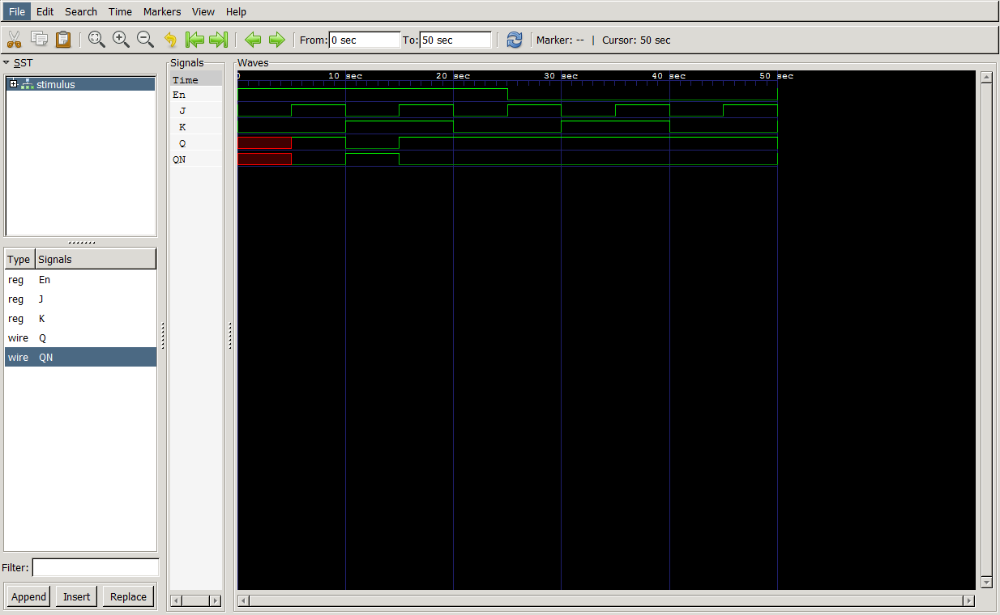 File Edit Search Time Markers View Help
From: 0 sec To: 50 sec Marker: -- | Cursor: 50 sec
SST
stimulus
Type Signals
reg En
reg J
reg K
wire Q
wire QN
Filter:
Append Insert Replace
Signals
Time
En
J
K
Q
QN
Waves
0 10 sec 20 sec 30 sec 40 sec 50 sec